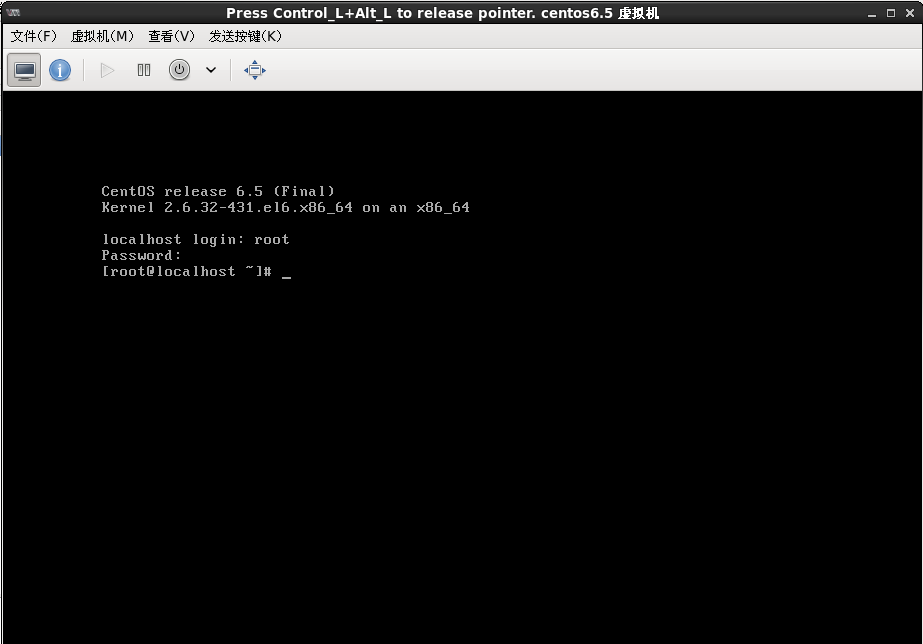 Press Control_L+Alt_L to release pointer. centos6.5 虚拟机
文件(F) 虚拟机(M) 查看(V) 发送按键(K)
CentOS release 6.5 (Final)
Kernel 2.6.32-431.el6.x86_64 on an x86_64
localhost login: root
Password:
[root@localhost ~]# _